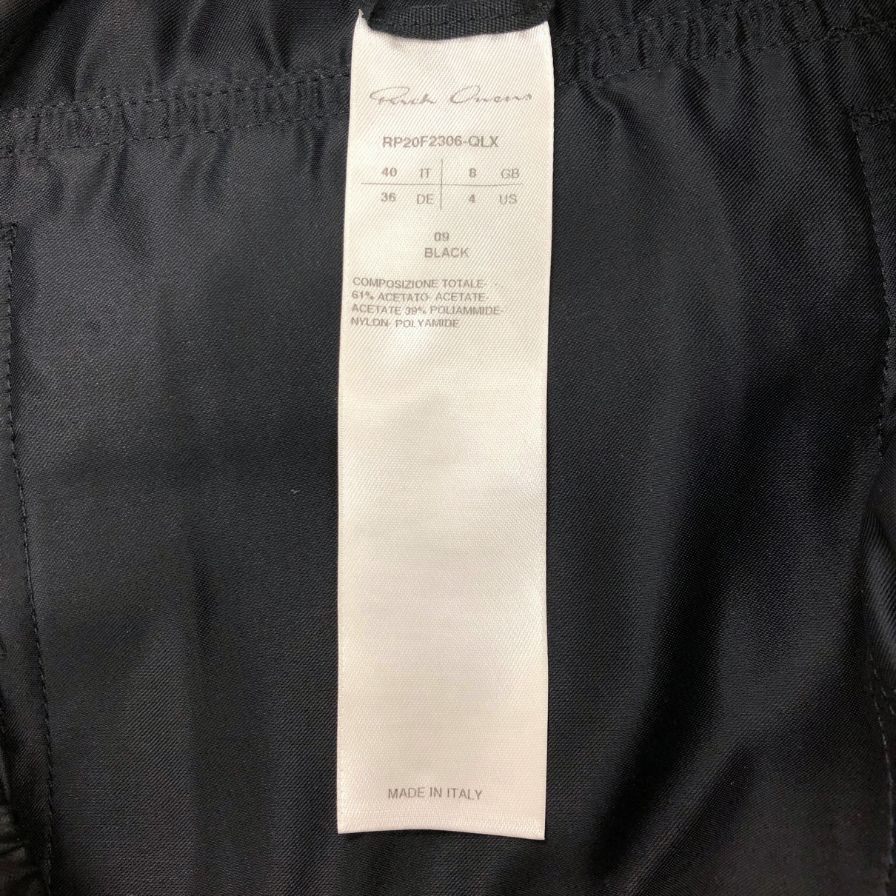 Rick Owens
RP20F2306-QLX
40 IT 8 GB
36 DE 4 US
09
BLACK
COMPOSIZIONE TOTALE-
61% ACETATO- ACETATE-
ACETATE 39% POLIAMMIDE-
NYLON- POLYAMIDE
MADE IN ITALY